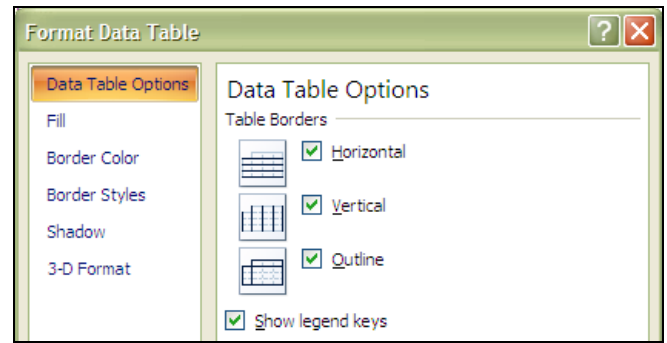 Format Data Table
Data Table Options
Fill
Border Color
Border Styles
Shadow
3-D Format
Data Table Options
Table Borders
Horizontal
Vertical
Outline
Show legend keys